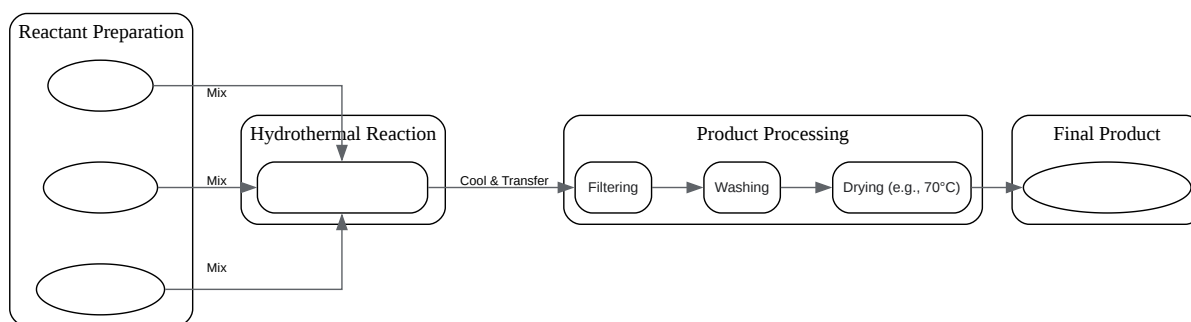 Reactant Preparation
Mix
Hydrothermal Reaction
Product Processing
Final Product
Mix
Cool & Transfer
Filtering
Washing
Drying (e.g., 70°C)
Mix